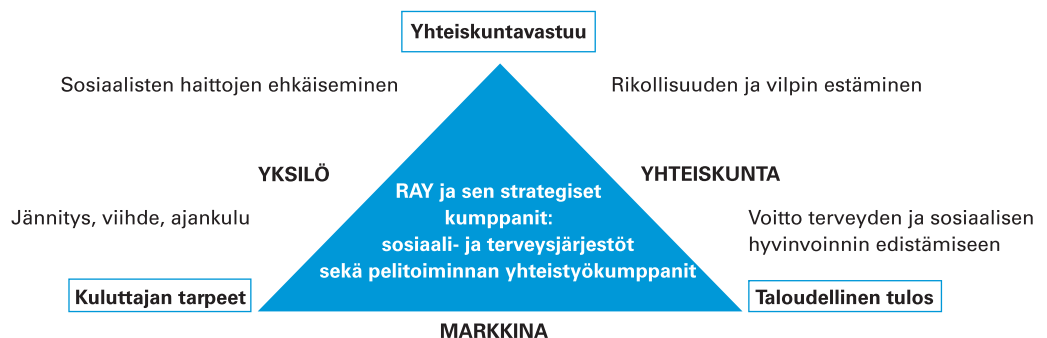 Yhteiskuntavastuu
Sosiaalisten haittojen ehkäiseminen
Rikollisuuden ja vilpin estäminen
YKSILÖ
YHTEISKUNTA
RAY ja sen strategiset
kumppanit:
sosiaali- ja terveysjärjestöt
sekä pelitoiminnan yhteistyökumppanit
Jännitys, viihde, ajankulu
Voitto terveyden ja sosiaalisen
hyvinvoinnin edistämiseen
Kuluttajan tarpeet
Taloudellinen tulos
MARKKINA